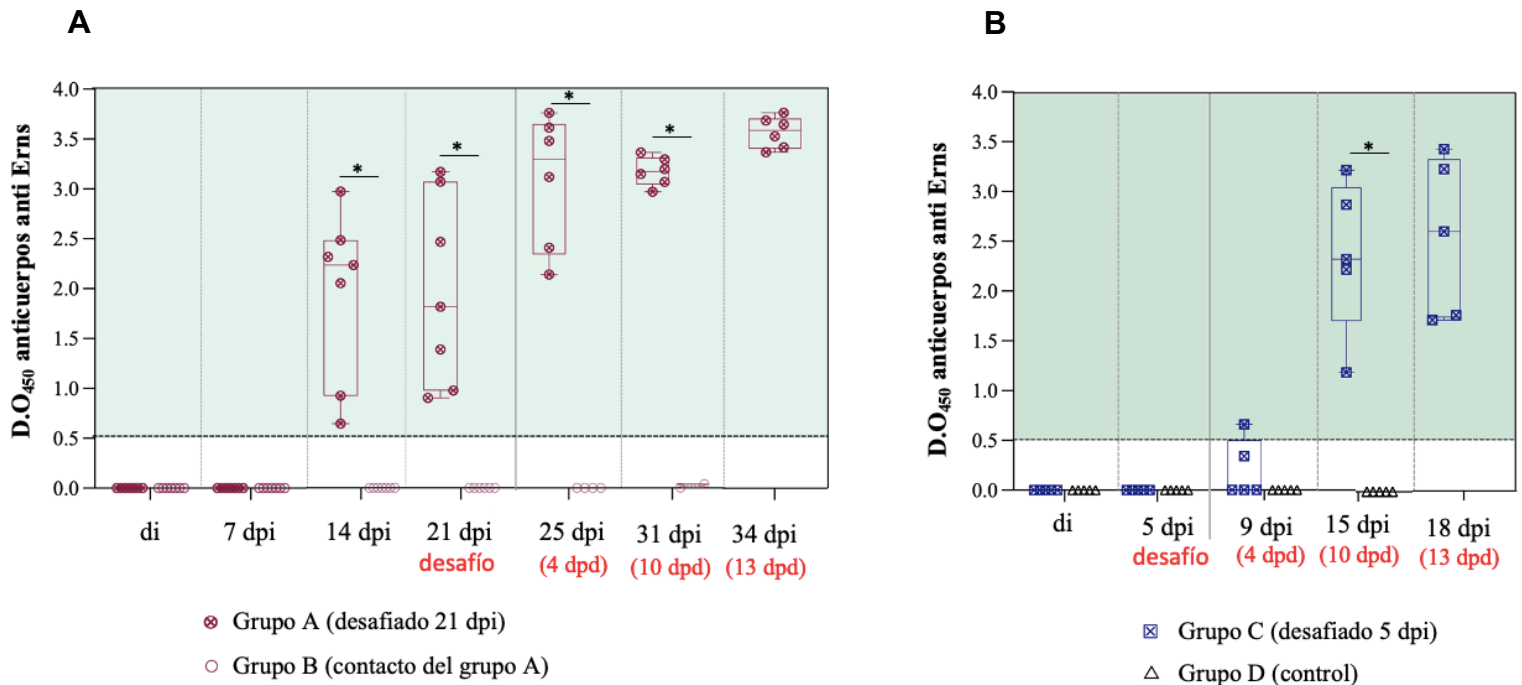 A
D.O450 anticuerpos anti Erns
4.0
3.5
3.0
2.5
2.0
1.5
1.0
0.5
0.0
*
*
*
*
di
7 dpi
14 dpi
21 dpi
25 dpi
31 dpi
34 dpi
desafío
(4 dpd)
(10 dpd)
(13 dpd)
Grupo A (desafiado 21 dpi)
Grupo B (contacto del grupo A)
B
D.O450 anticuerpos anti Erns
4.0
3.5
3.0
2.5
2.0
1.5
1.0
0.5
0.0
*
di
5 dpi
9 dpi
15 dpi
18 dpi
desafío
(4 dpd)
(10 dpd)
(13 dpd)
Grupo C (desafiado 5 dpi)
Grupo D (control)